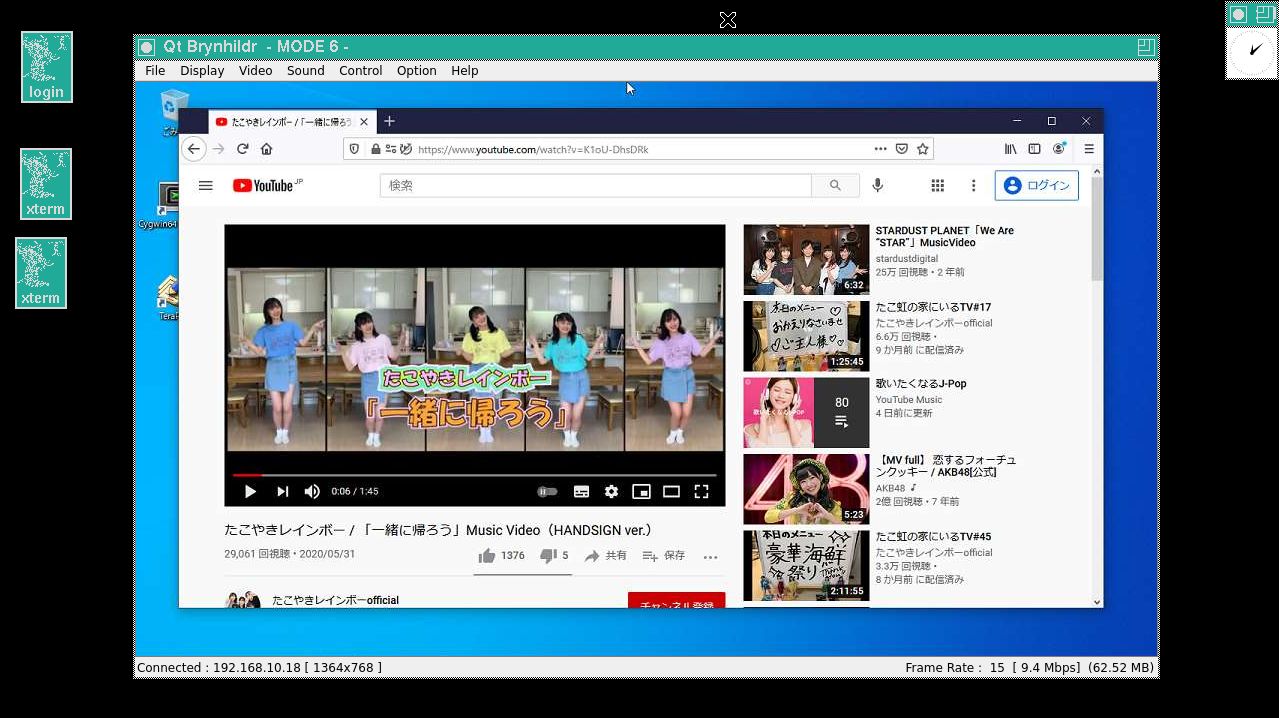 Qt Brynhildr - MODE 6 -
File Display Video Sound Control Option Help
login
xterm
xterm
ごみ
Cygwin64
Tera
たこやきレインボー / 「一緒に帰ろう
https://www.youtube.com/watch?v=K1oU-DhsDRk
YouTube JP
検索
ログイン
たこやきレインボー
『一緒に帰ろう』
0:06 / 1:45
たこやきレインボー / 「一緒に帰ろう」Music Video（HANDSIGN ver.）
29,061 回視聴・2020/05/31
1376
5
共有
保存
たこやきレインボーofficial
チャンネル登録
STARDUST PLANET「We Are
“STAR”」MusicVideo
stardustdigital
25万 回視聴・2 年前
6:32
本日のメニュー
おかえりなさいませ
ご主人様
1:25:45
たこ虹の家にいるTV#17
たこやきレインボーofficial
6.6万 回視聴・
9 か月前 に配信済み
歌いたくなるJ-POP
80
歌いたくなるJ-Pop
YouTube Music
4 日前に更新
48
5:23
【MV full】 恋するフォーチュ
ンクッキー / AKB48[公式]
AKB48
2億 回視聴・7 年前
本日のメニュー
豪華海鮮
祭り
2:11:55
たこ虹の家にいるTV#45
たこやきレインボーofficial
3.3万 回視聴・
8 か月前 に配信済み
Connected : 192.168.10.18 [ 1364x768 ]
Frame Rate : 15 [ 9.4 Mbps] (62.52 MB)